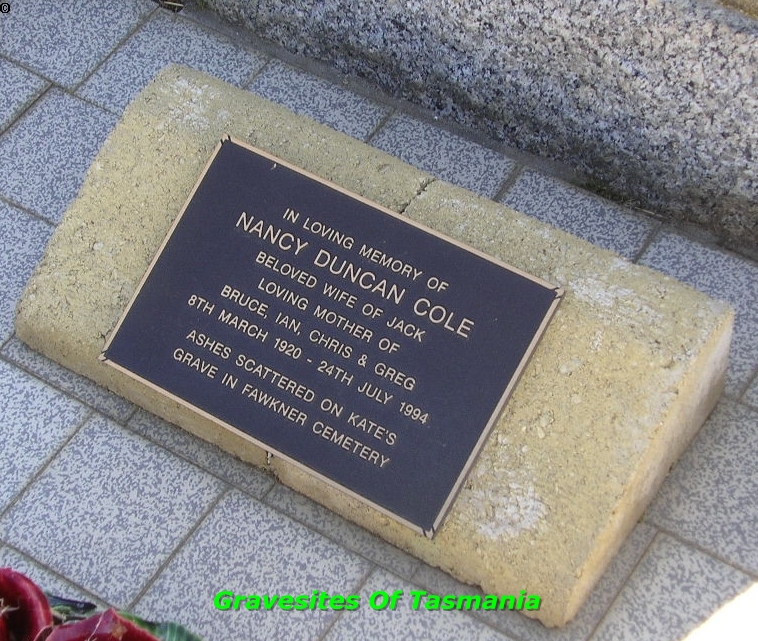 ©
IN LOVING MEMORY OF
NANCY DUNCAN COLE
BELOVED WIFE OF JACK
LOVING MOTHER OF
BRUCE, IAN, CHRIS & GREG
8TH MARCH 1920 - 24TH JULY 1994
ASHES SCATTERED ON KATE'S
GRAVE IN FAWKNER CEMETERY
Gravesites Of Tasmania